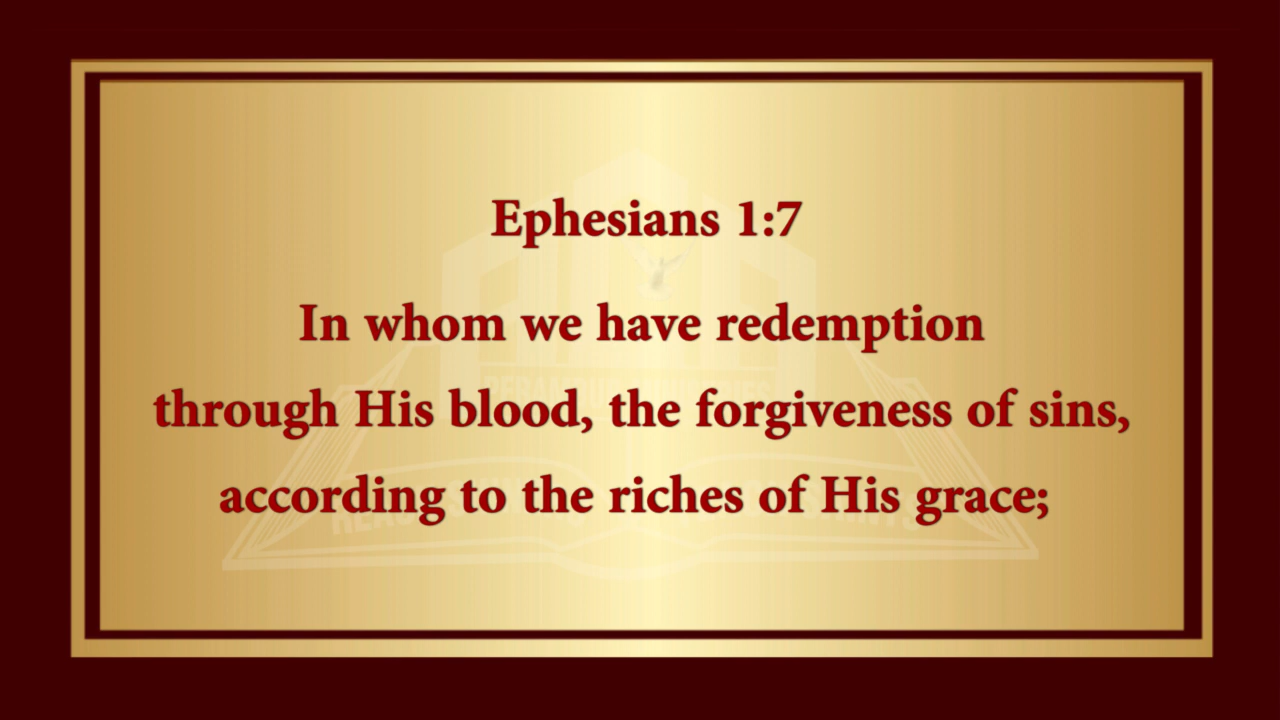 Ephesians 1:7
In whom we have redemption
through His blood, the forgiveness of sins,
according to the riches of His grace;